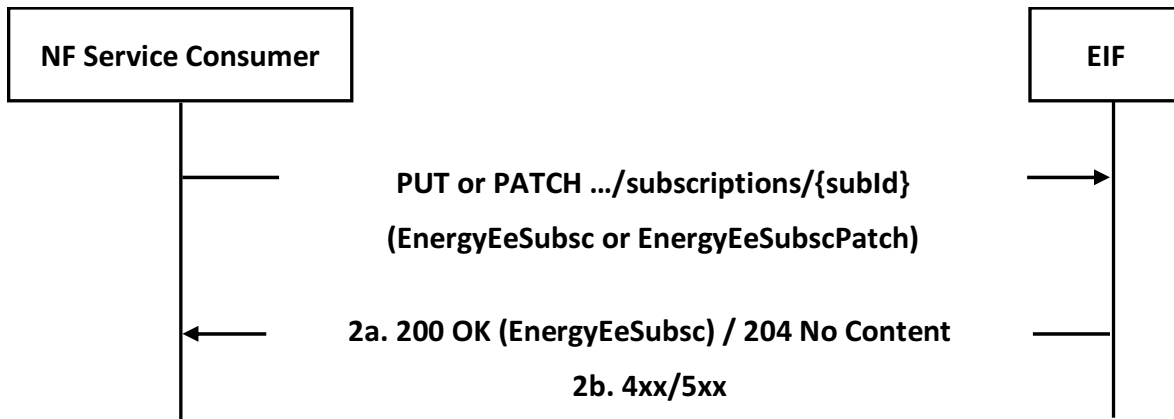 NF Service Consumer
EIF
PUT or PATCH …/subscriptions/{subId}
(EnergyEeSubsc or EnergyEeSubscPatch)
2a. 200 OK (EnergyEeSubsc) / 204 No Content
2b. 4xx/5xx